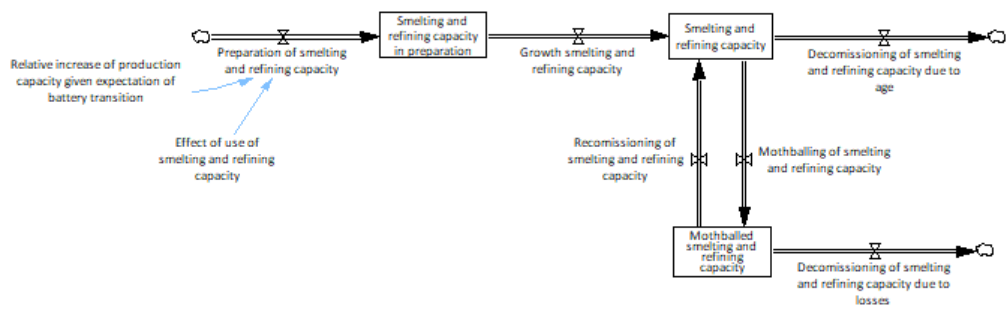 Smelting and
refining capacity
in preparation
Smelting and
refining capacity
Preparation of smelting
and refining capacity
Growth smelting and
refining capacity
Decomissioning of smelting
and refining capacity due to
age
Relative increase of production
capacity given expectation of
battery transition
Effect of use of
smelting and refining
capacity
Recomissioning of
smelting and refining
capacity
Mothballing of smelting
and refining capacity
Mothballed
smelting and
refining
capacity
Decomissioning of smelting
and refining capacity due to
losses